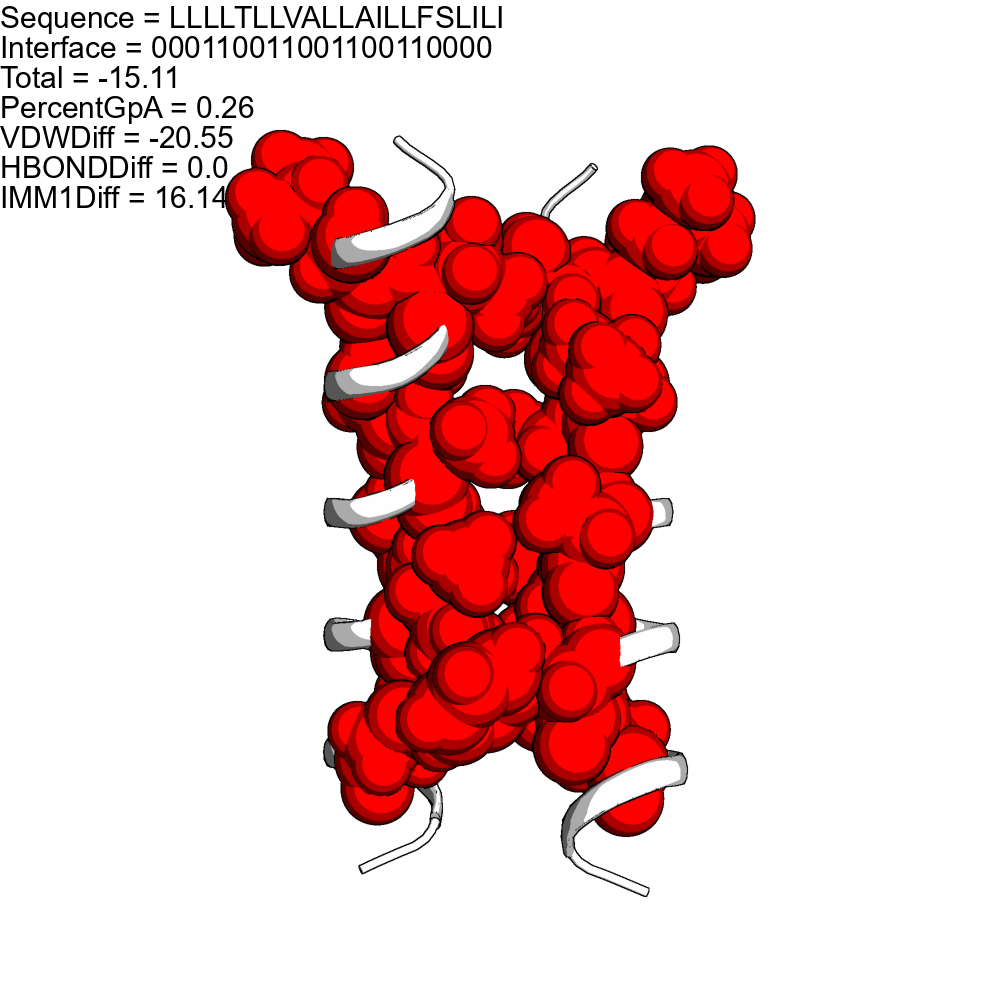 Sequence = LLLLTLLVALLAILLFSLILI
Interface = 000110011001100110000
Total = -15.11
PercentGpA = 0.26
VDWDiff = -20.55
HBONDDiff = 0.0
IMM1Diff = 16.14